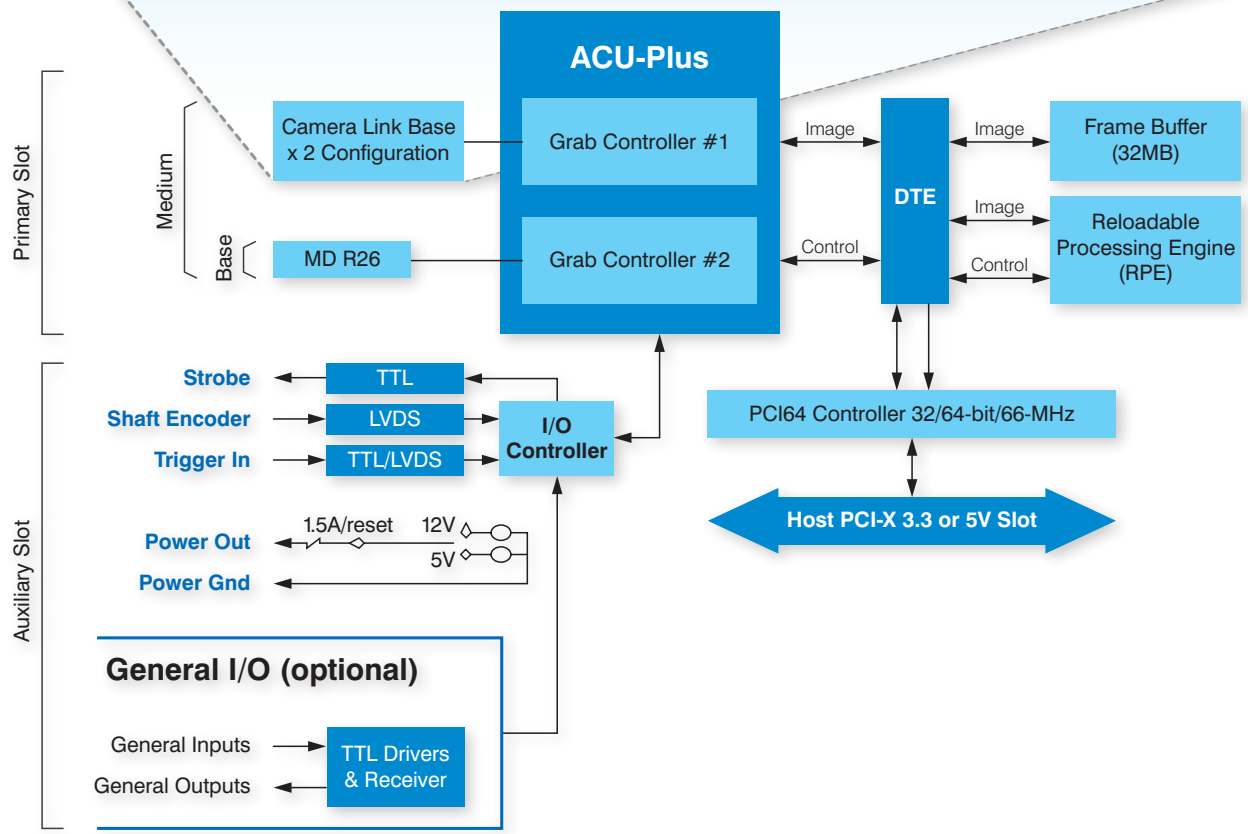 ACU-Plus
Primary Slot
Medium
Base
Camera Link Base
x 2 Configuration
Grab Controller #1
Image
DTE
Image
Frame Buffer
(32MB)
MD R26
Grab Controller #2
Control
Image
Control
Reloadable
Processing Engine
(RPE)
Auxiliary Slot
Strobe
TTL
Shaft Encoder
LVDS
Trigger In
TTL/LVDS
I/O
Controller
PCI64 Controller 32/64-bit/66-MHz
Host PCI-X 3.3 or 5V Slot
Power Out
1.5A/reset
12V
5V
Power Gnd
General I/O (optional)
General Inputs
General Outputs
TTL Drivers
& Receiver